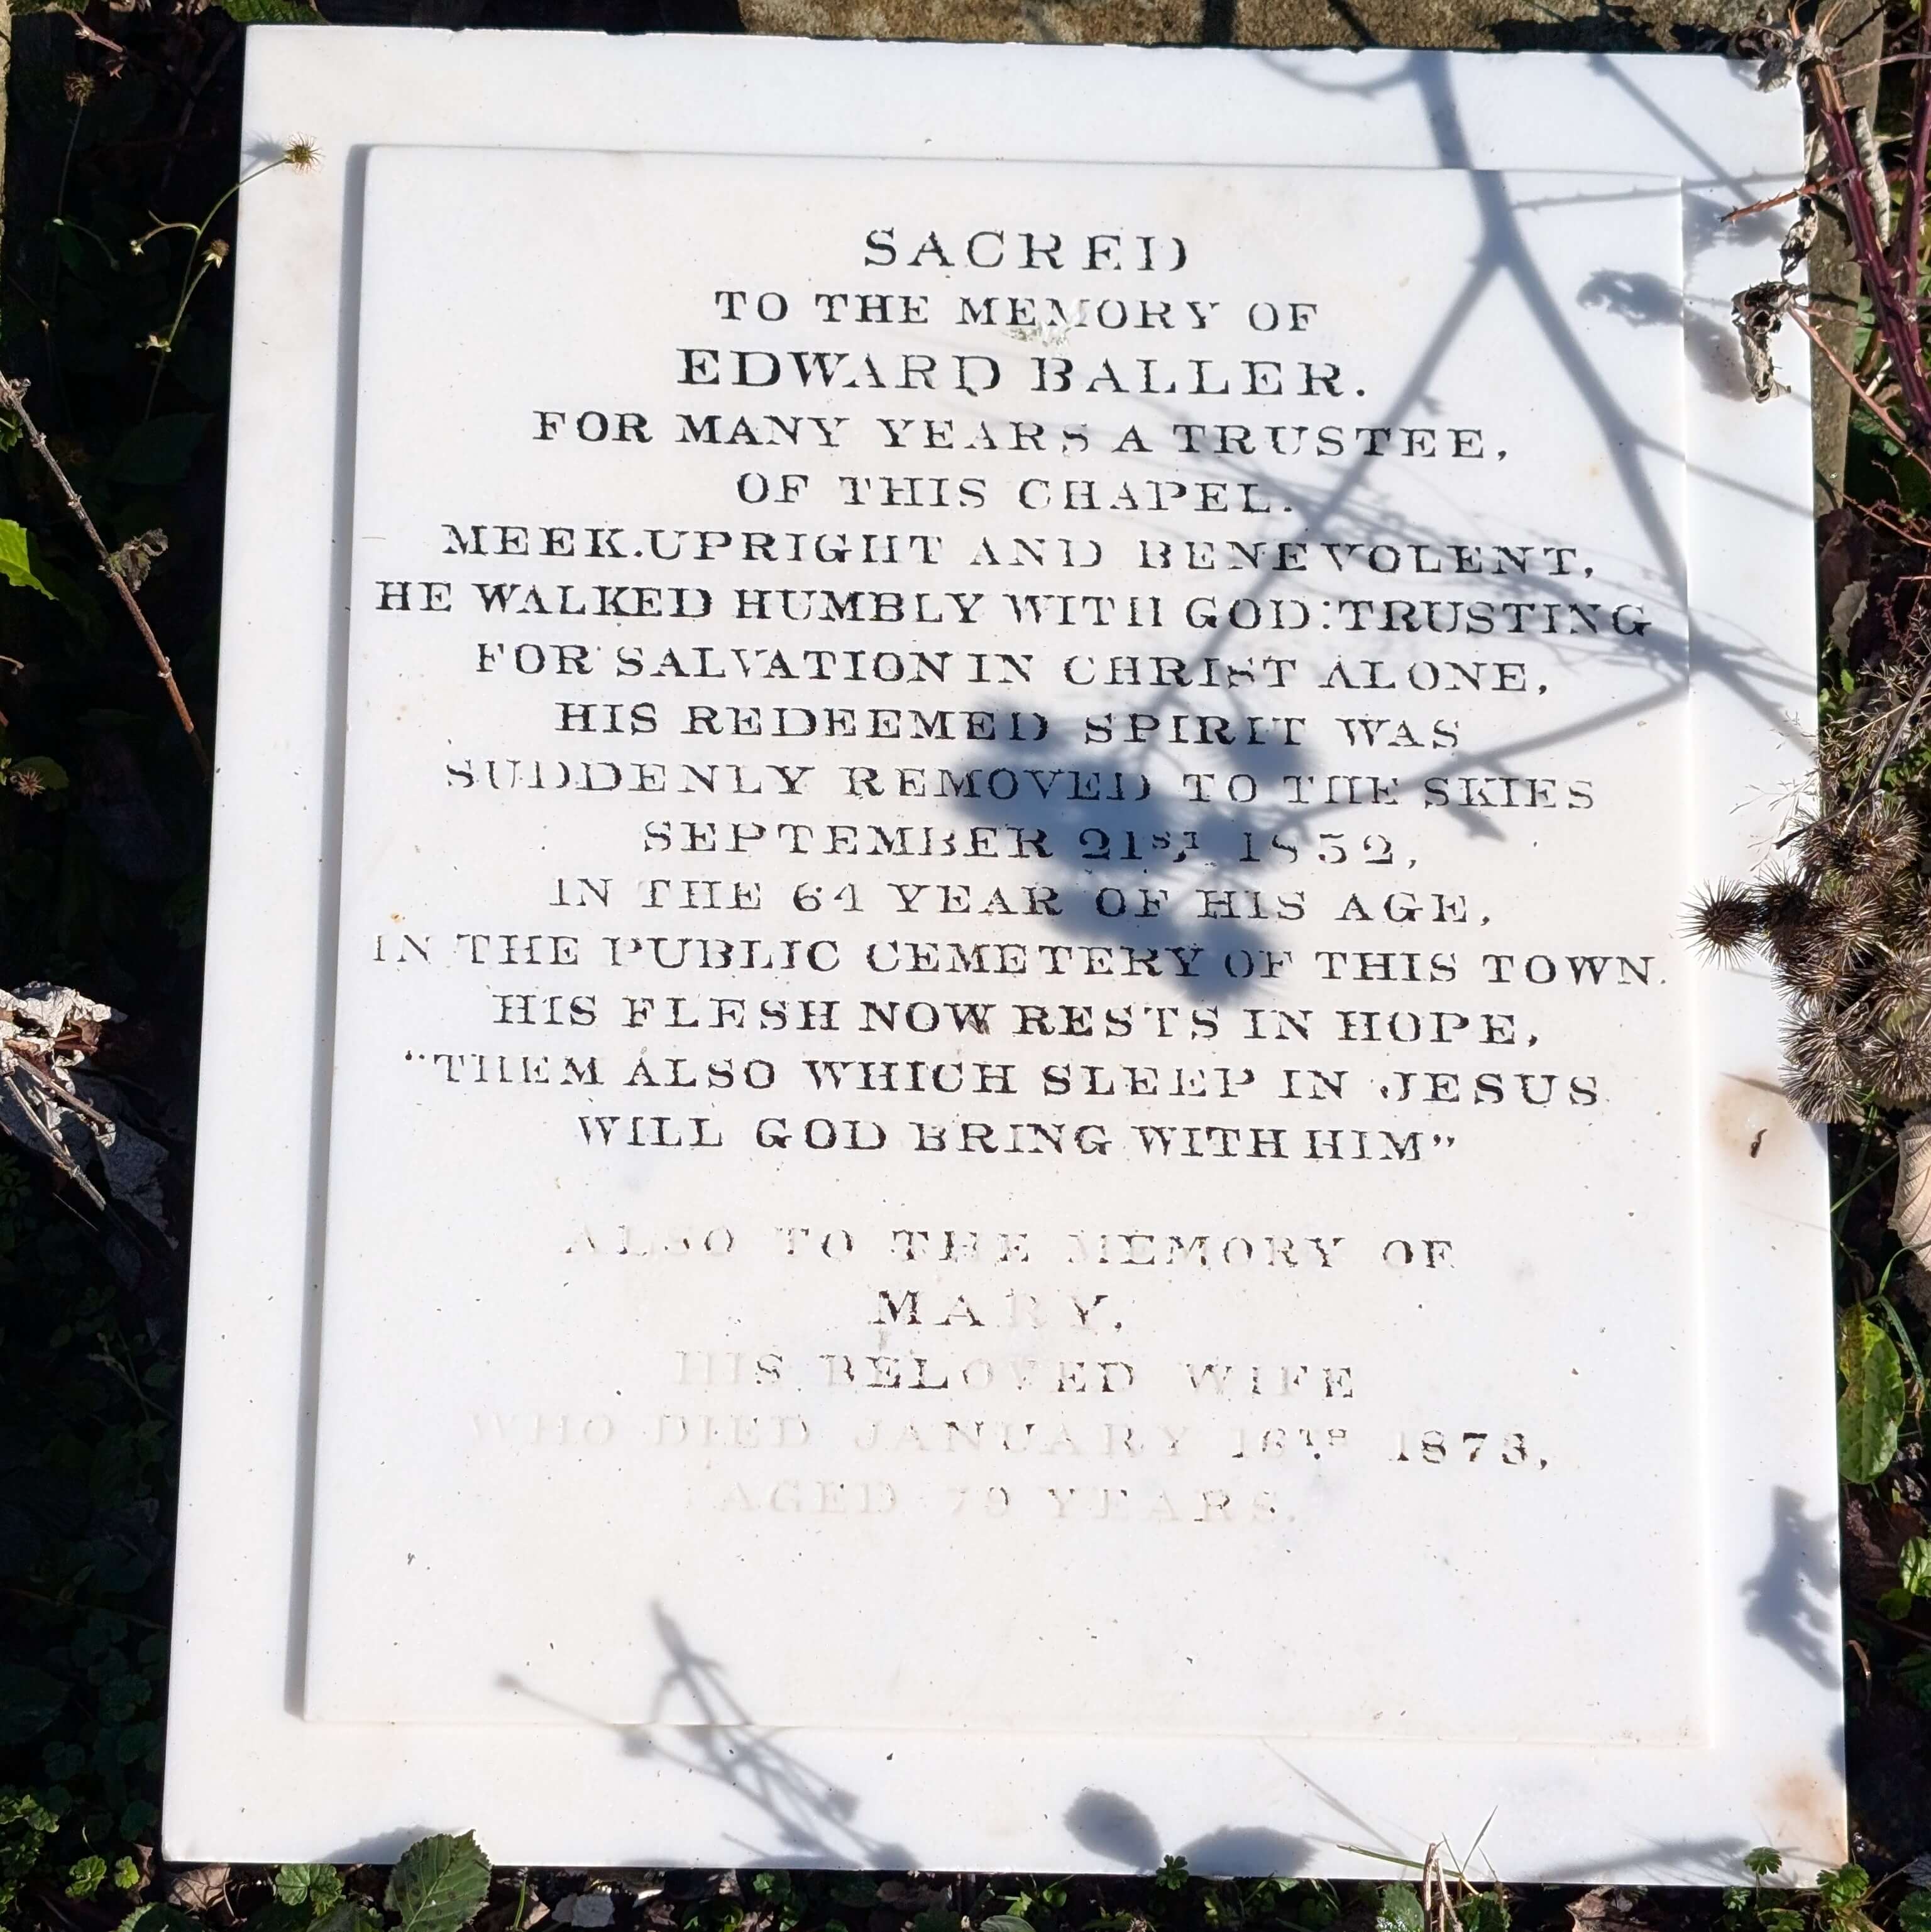 SACRED
TO THE MEMORY OF
EDWARD BALLER.
FOR MANY YEARS A TRUSTEE,
OF THIS CHAPEL.
MEEK.UPRIGHT AND BENEVOLENT,
HE WALKED HUMBLY WITH GOD:TRUSTING
FOR SALVATION IN CHRIST ALONE,
HIS REDEEMED SPIRIT WAS
SUDDENLY REMOVED TO THE SKIES
SEPTEMBER 21ST 1852,
IN THE 64 YEAR OF HIS AGE,
IN THE PUBLIC CEMETERY OF THIS TOWN.
HIS FLESH NOW RESTS IN HOPE,
"THEM ALSO WHICH SLEEP IN JESUS
WILL GOD BRING WITH HIM"
ALSO TO THE MEMORY OF
MARY,
HIS BELOVED WIFE
WHO DIED JANUARY 16TH 1873,
AGED 79 YEARS.